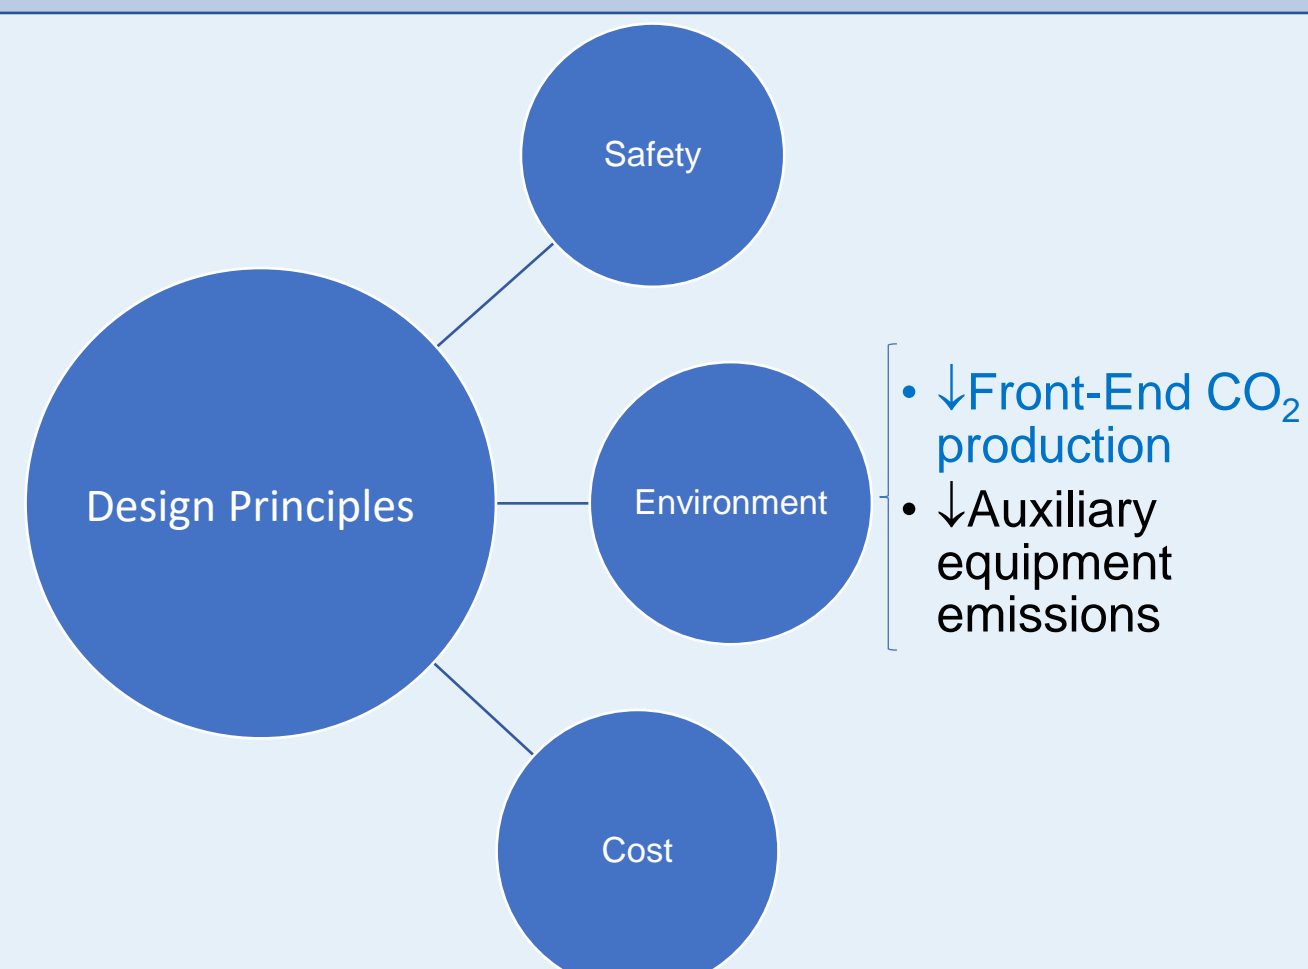 Safety
Design Principles
Environment
• ↓Front-End CO₂
production
• ↓Auxiliary
equipment
emissions
Cost